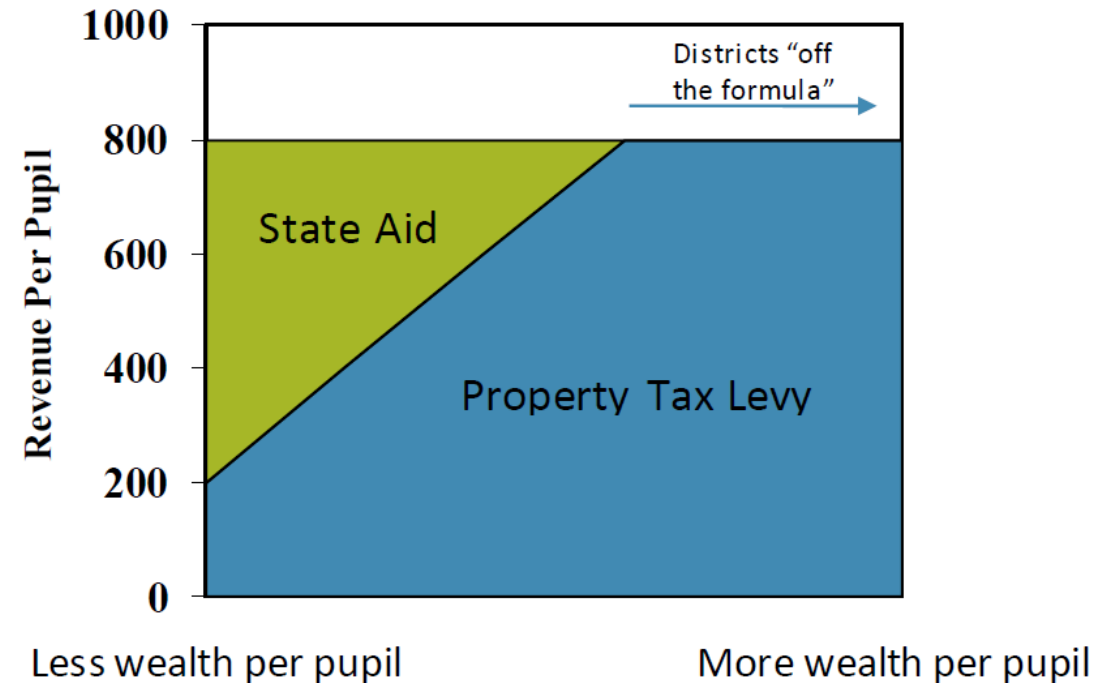 1000
Districts “off
the formula”
800
State Aid
600
400
Property Tax Levy
200
0
Revenue Per Pupil
Less wealth per pupil
More wealth per pupil